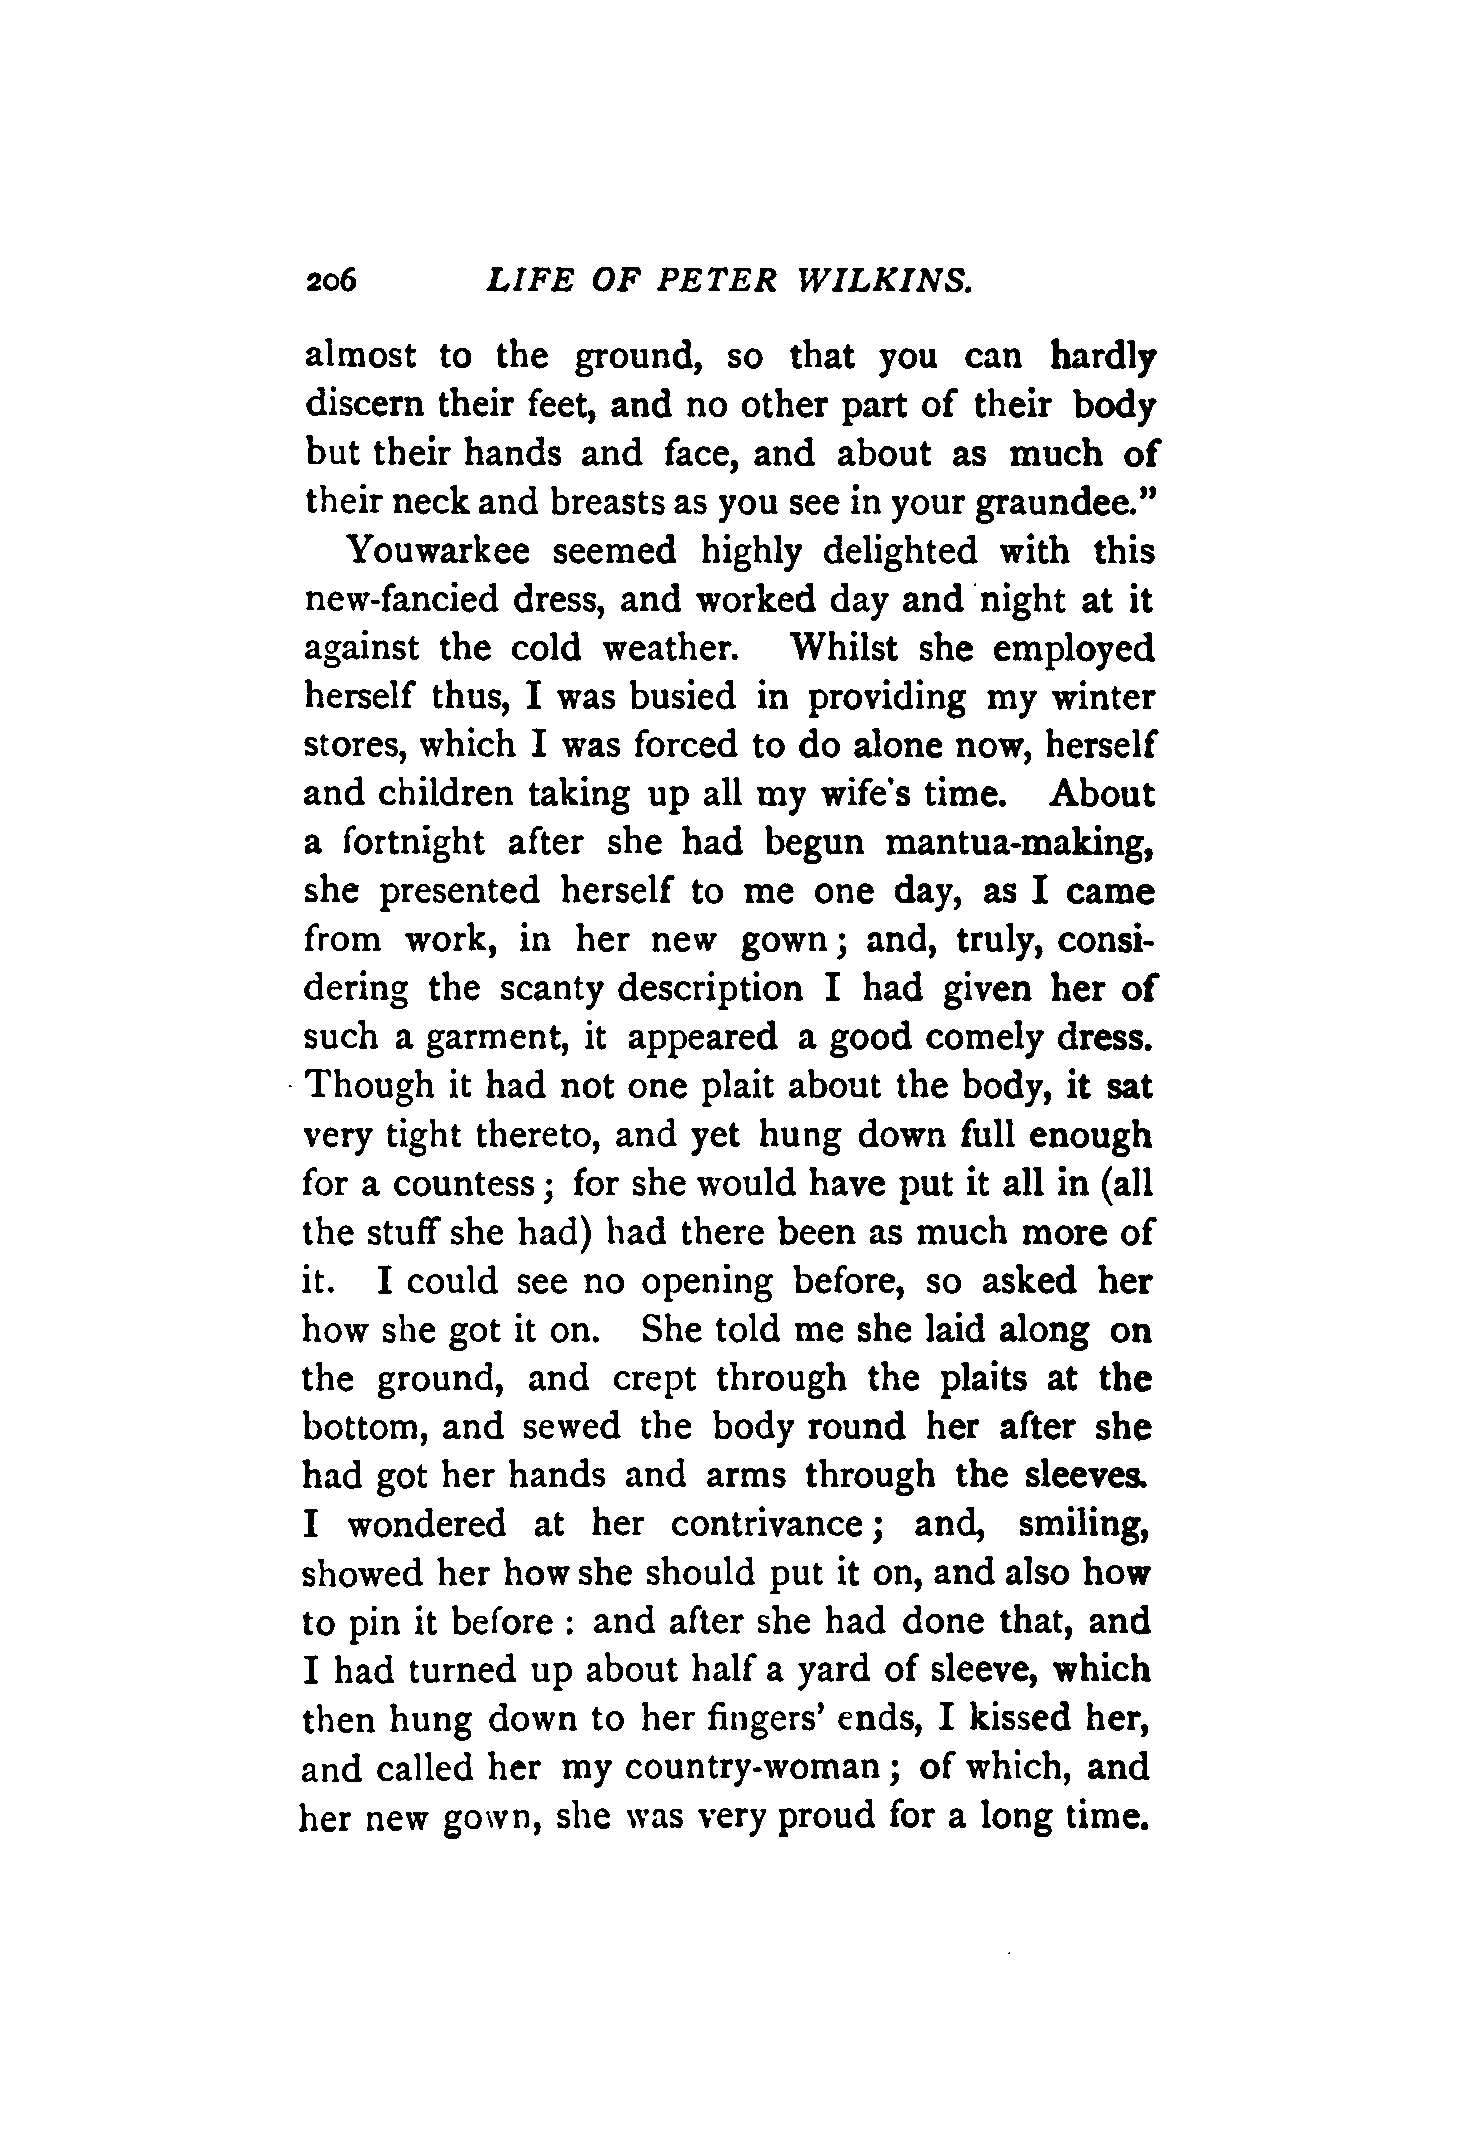 206 LIFE OF PETER WILKINS.
almost to the ground, so that you can hardly
discern their feet, and no other part of their body
but their hands and face, and about as much of
their neck and breasts as you see in your graundee."
Youwarkee seemed highly delighted with this
new-fancied dress, and worked day and night at it
against the cold weather. Whilst she employed
herself thus, I was busied in providing my winter
stores, which I was forced to do alone now, herself
and children taking up all my wife's time. About
a fortnight after she had begun mantua-making,
she presented herself to me one day, as I came
from work, in her new gown; and, truly, consi-
dering the scanty description I had given her of
such a garment, it appeared a good comely dress.
Though it had not one plait about the body, it sat
very tight thereto, and yet hung down full enough
for a countess; for she would have put it all in (all
the stuff she had) had there been as much more of
it. I could see no opening before, so asked her
how she got it on. She told me she laid along on
the ground, and crept through the plaits at the
bottom, and sewed the body round her after she
had got her hands and arms through the sleeves.
I wondered at her contrivance; and, smiling,
showed her how she should put it on, and also how
to pin it before: and after she had done that, and
I had turned up about half a yard of sleeve, which
then hung down to her fingers' ends, I kissed her,
and called her my country-woman; of which, and
her new gown, she was very proud for a long time.